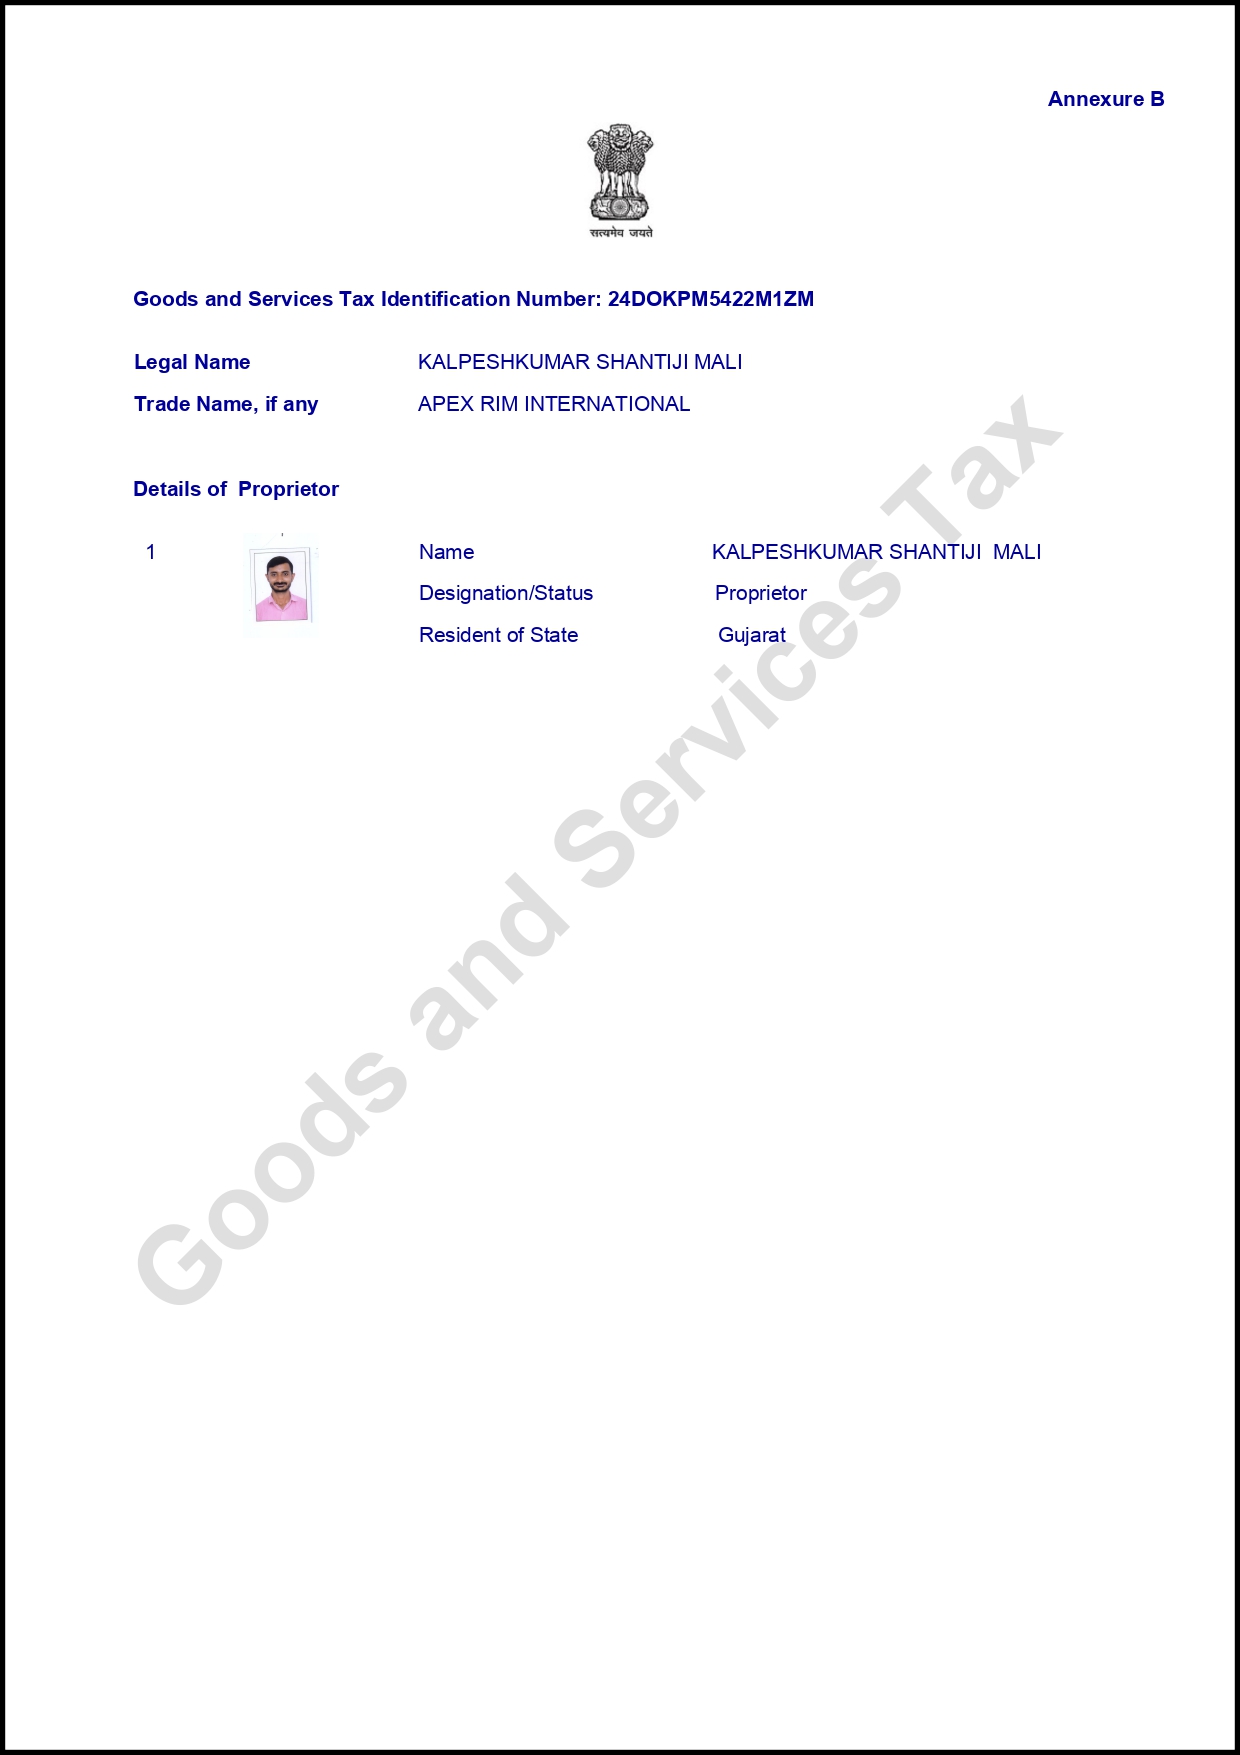 Annexure B
सत्यमेव जयते
Goods and Services Tax Identification Number: 24DOKPM5422M1ZM
Legal Name KALPESHKUMAR SHANTIJI MALI
Trade Name, if any APEX RIM INTERNATIONAL
Details of Proprietor
1 Name KALPESHKUMAR SHANTIJI MALI
Designation/Status Proprietor
Resident of State Gujarat
Goods and Services Tax